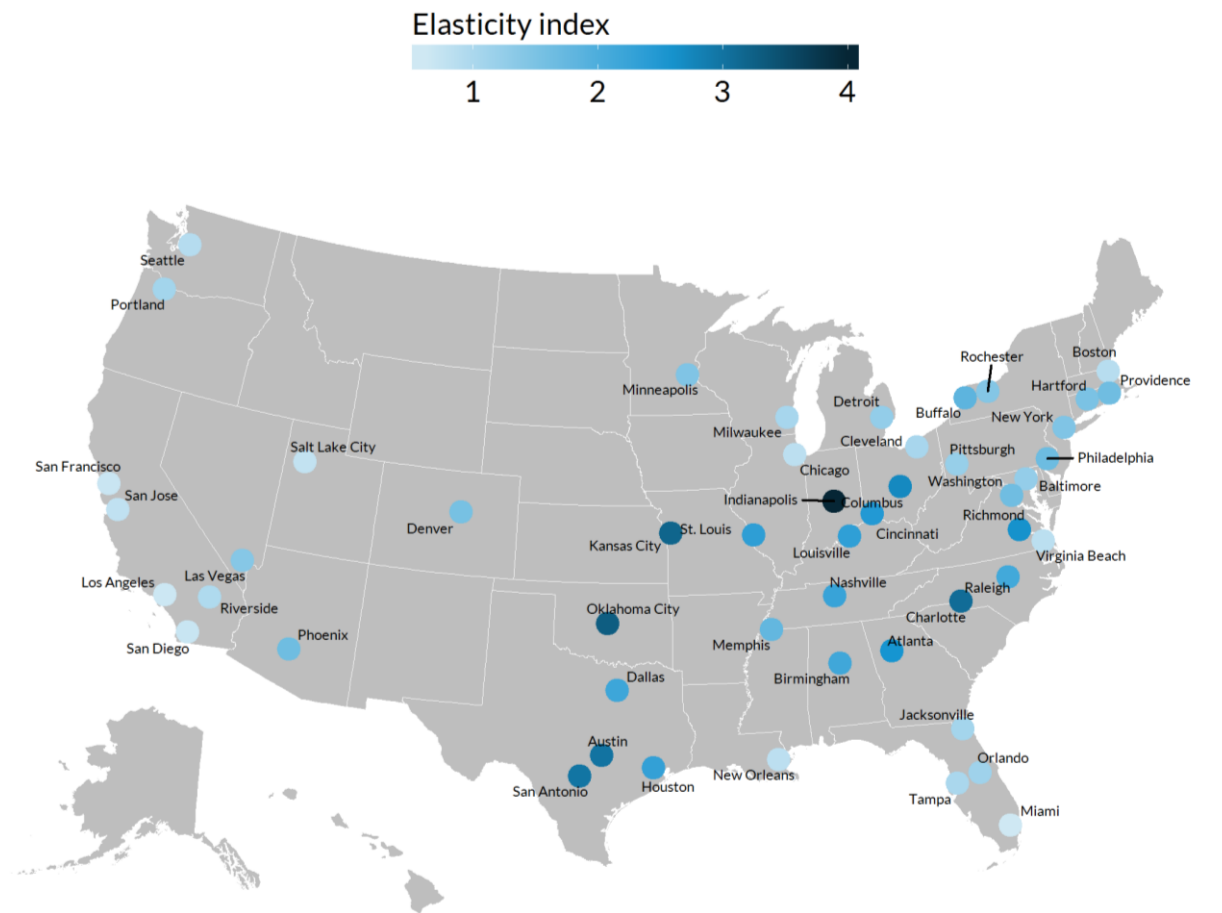 Elasticity index
1 2 3 4
Seattle
Portland
Minneapolis
Milwaukee
Detroit
Rochester
Boston
Hartford
Providence
Buffalo
New York
Cleveland
Pittsburgh
Philadelphia
Chicago
Washington
Baltimore
Salt Lake City
San Francisco
San Jose
Denver
Indianapolis
Columbus
Kansas City
St. Louis
Cincinnati
Louisville
Richmond
Virginia Beach
Las Vegas
Los Angeles
Riverside
San Diego
Phoenix
Oklahoma City
Nashville
Raleigh
Charlotte
Memphis
Atlanta
Birmingham
Dallas
Jacksonville
Austin
San Antonio
Houston
New Orleans
Orlando
Tampa
Miami